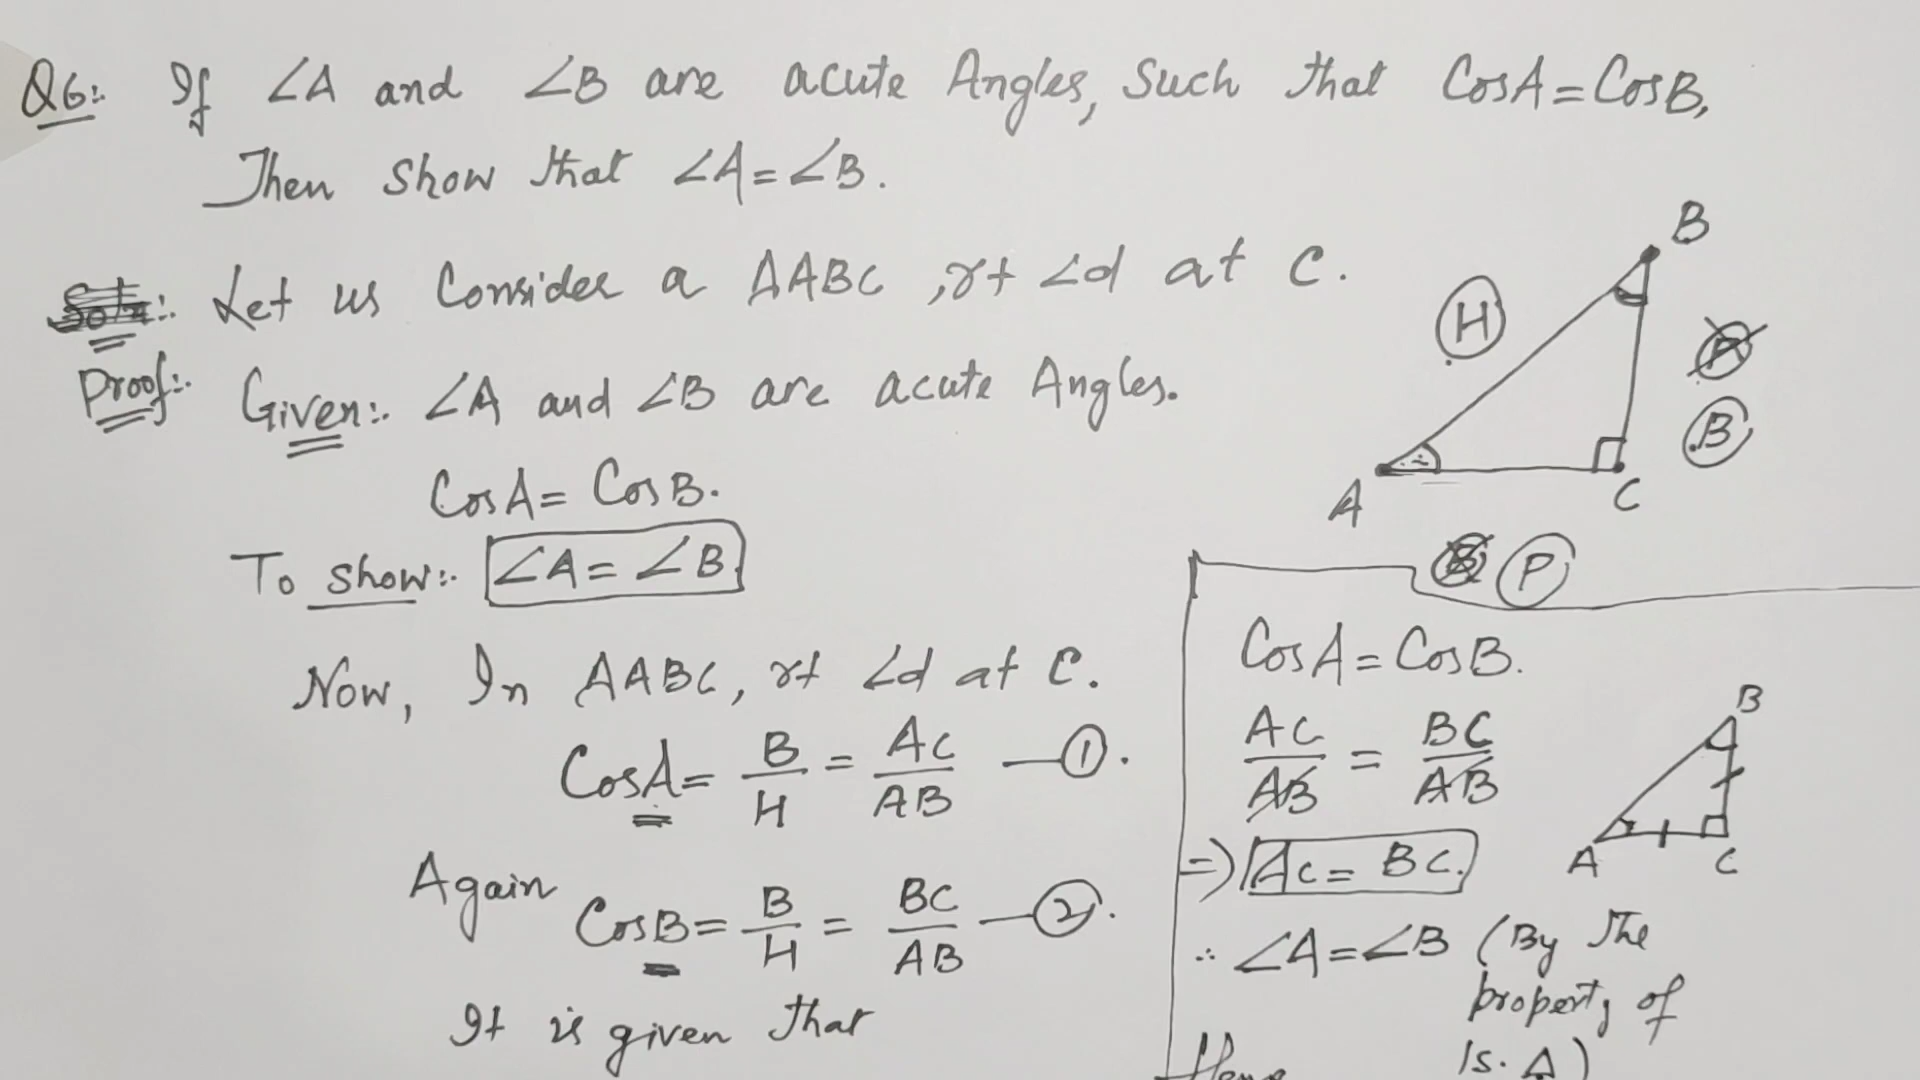 Q6:- If ∠A and ∠B are acute Angles, Such that CosA = CosB,
Then Show that ∠A = ∠B.
Let us Consider a ΔABC, rt ∠d at C.
Proof:- Given:- ∠A and ∠B are acute Angles.
CosA = CosB.
To show:- ∠A = ∠B.
Now, In ΔABC, rt ∠d at C.
CosA = B/H = AC/AB —①.
Again CosB = B/H = BC/AB —②.
It is given that
B
H
B
A
C
P
CosA = CosB.
AC/AB = BC/AB
⇒ AC = BC.
∴ ∠A = ∠B (By The
property of
Is. Δ)
B
A
C